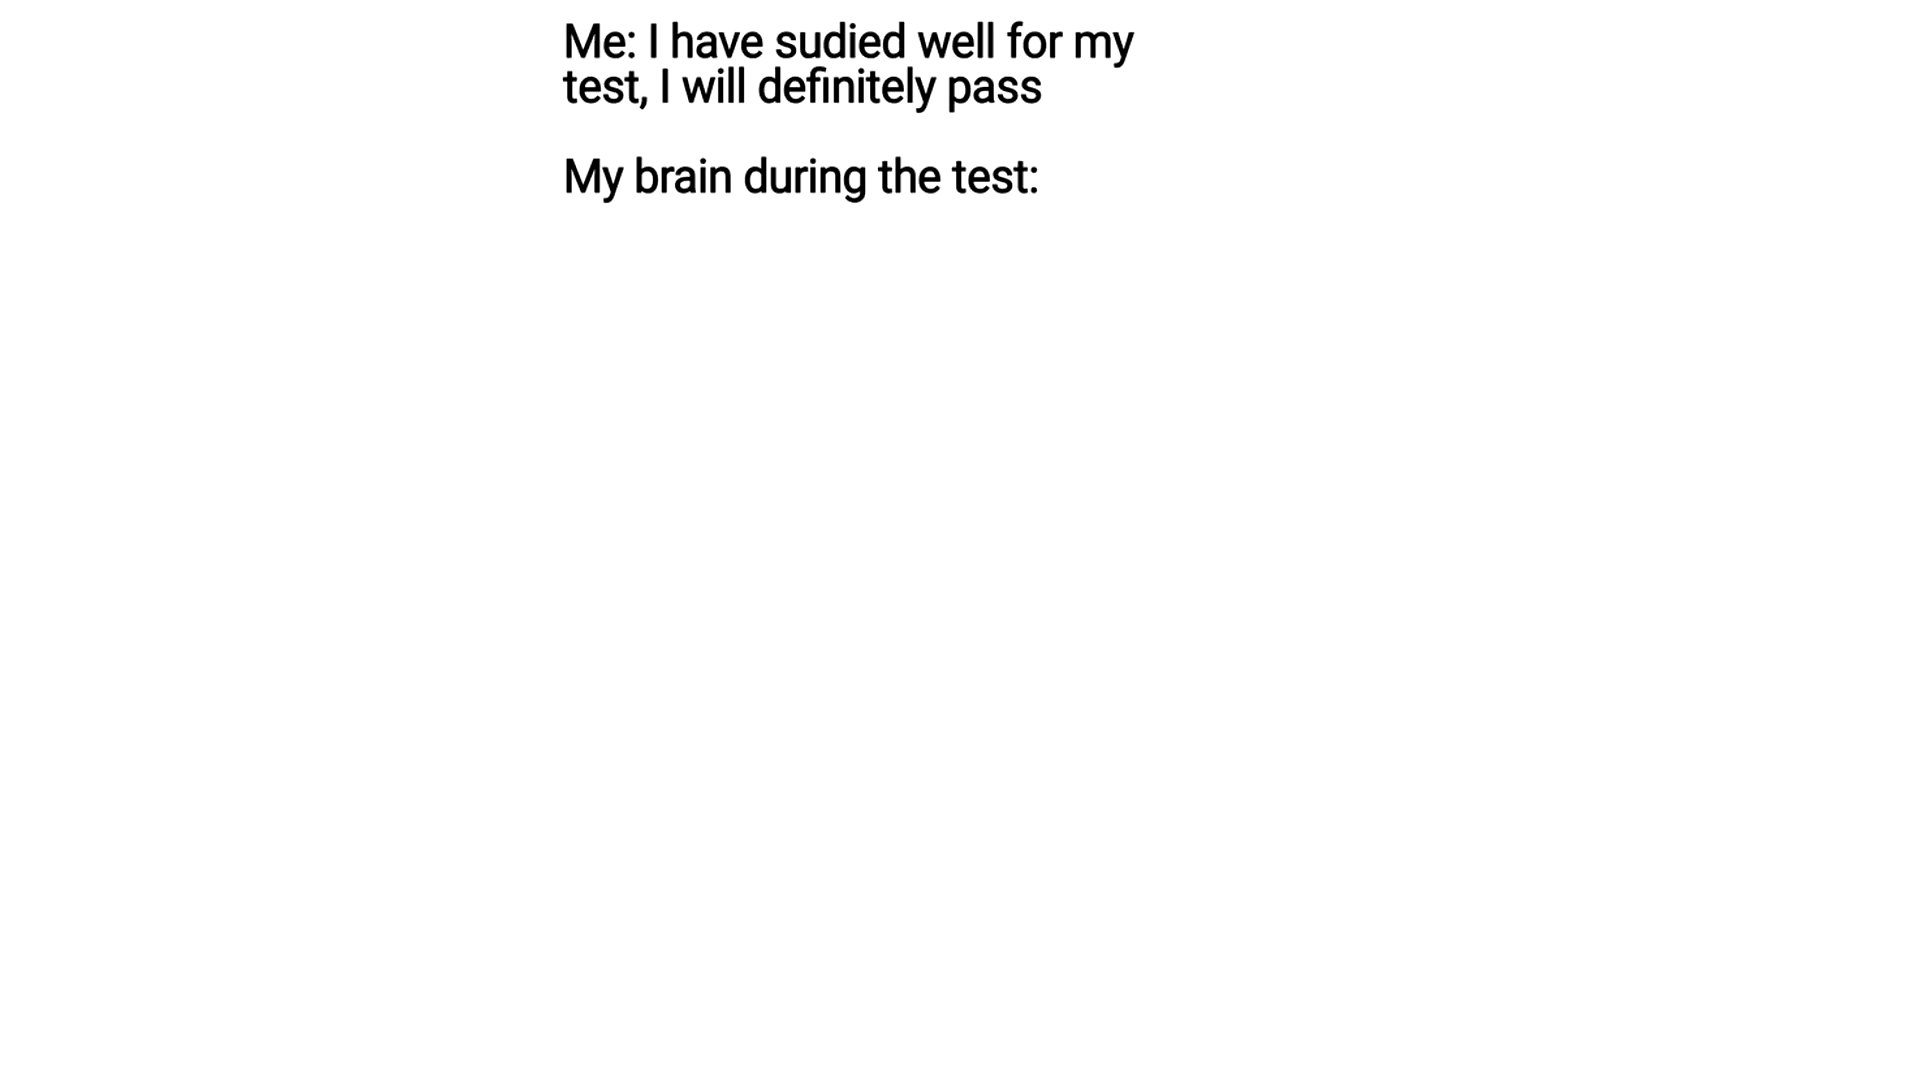 Me: I have sudied well for my
test, I will definitely pass
My brain during the test: